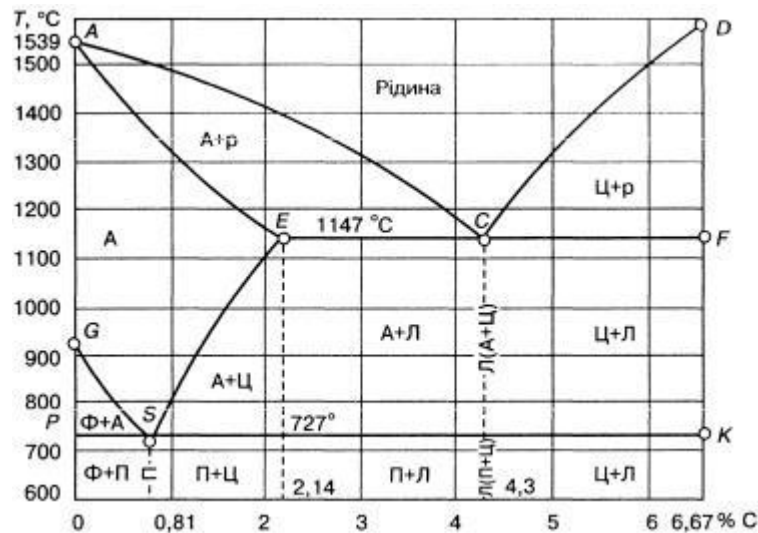 T, °C
1539
A
D
1500
Рідина
1400
А+р
1300
Ц+р
1200
E
1147 °C
C
F
А
1100
1000
А+Л
Л(А+Ц)
Ц+Л
G
900
А+Ц
800
P
Ф+А
S
727°
K
700
Ф+П
П
П+Ц
П+Л
Л(П+Ц)
Ц+Л
600
2,14
4,3
0
0,81
2
3
4
5
6
6,67 % C